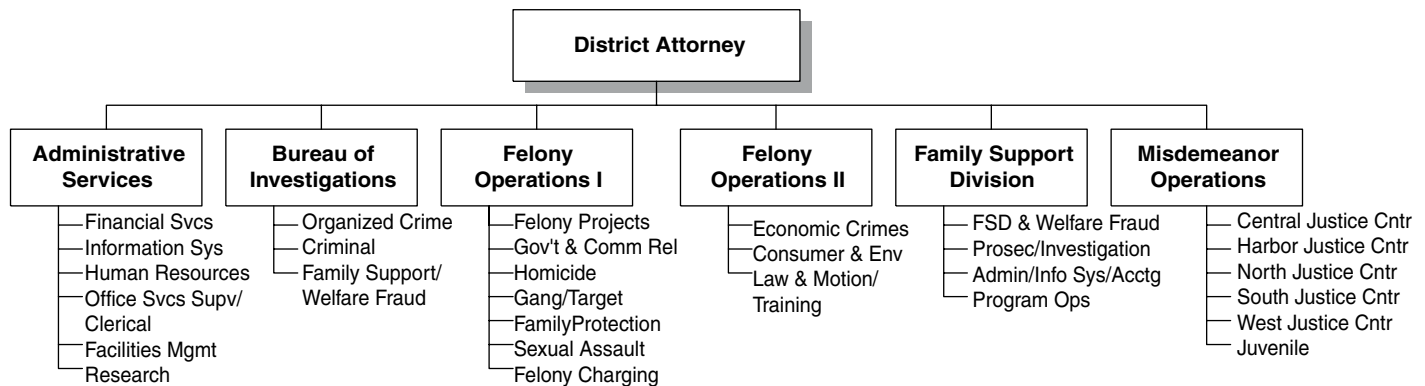 District Attorney
Administrative
Services
Financial Svcs
Information Sys
Human Resources
Office Svcs Supv/
Clerical
Facilities Mgmt
Research
Bureau of
Investigations
Organized Crime
Criminal
Family Support/
Welfare Fraud
Felony
Operations I
Felony Projects
Gov't & Comm Rel
Homicide
Gang/Target
FamilyProtection
Sexual Assault
Felony Charging
Felony
Operations II
Economic Crimes
Consumer & Env
Law & Motion/
Training
Family Support
Division
FSD & Welfare Fraud
Prosec/Investigation
Admin/Info Sys/Acctg
Program Ops
Misdemeanor
Operations
Central Justice Cntr
Harbor Justice Cntr
North Justice Cntr
South Justice Cntr
West Justice Cntr
Juvenile